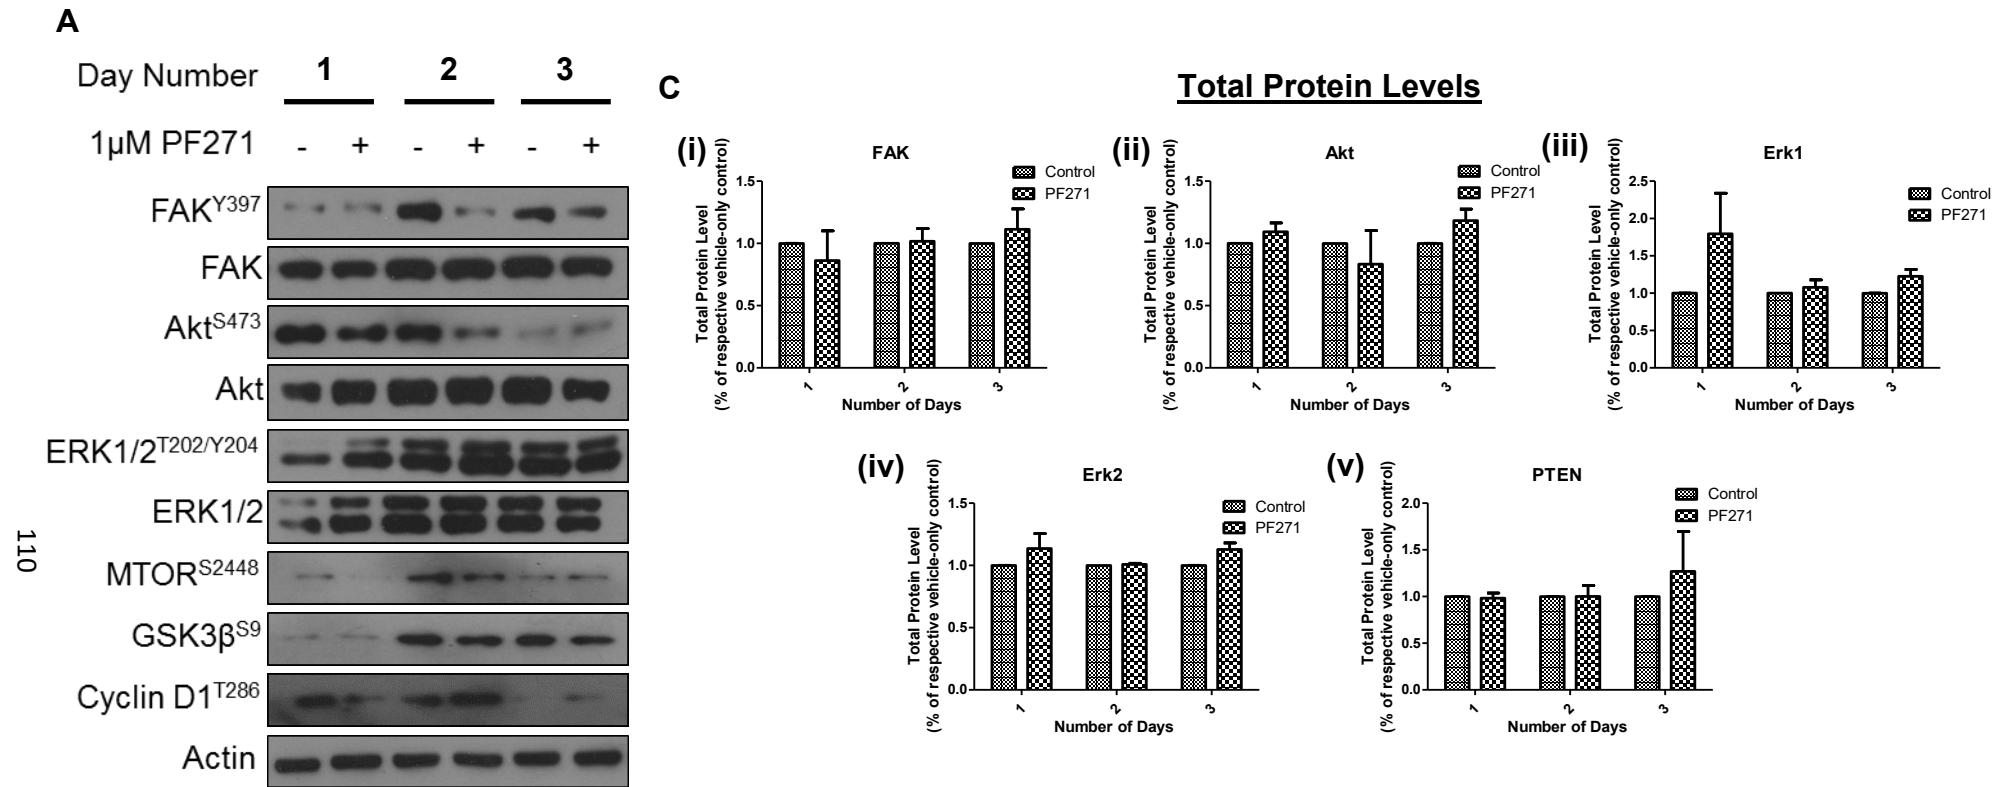 A
Day Number 1 2 3
1µM PF271 - + - + - +
FAKY397
FAK
AktS473
Akt
ERK1/2T202/Y204
ERK1/2
MTORS2448
GSK3βS9
Cyclin D1T286
Actin
110
C
Total Protein Levels
(i)
FAK
Control
PF271
Total Protein Level
(% of respective vehicle-only control)
1.5
1.0
0.5
0.0
1 2 3
Number of Days
(ii)
Akt
Control
PF271
Total Protein Level
(% of respective vehicle-only control)
1.5
1.0
0.5
0.0
1 2 3
Number of Days
(iii)
Erk1
Control
PF271
Total Protein Level
(% of respective vehicle-only control)
2.5
2.0
1.5
1.0
0.5
0.0
1 2 3
Number of Days
(iv)
Erk2
Control
PF271
Total Protein Level
(% of respective vehicle-only control)
1.5
1.0
0.5
0.0
1 2 3
Number of Days
(v)
PTEN
Control
PF271
Total Protein Level
(% of respective vehicle-only control)
2.0
1.5
1.0
0.5
0.0
1 2 3
Number of Days